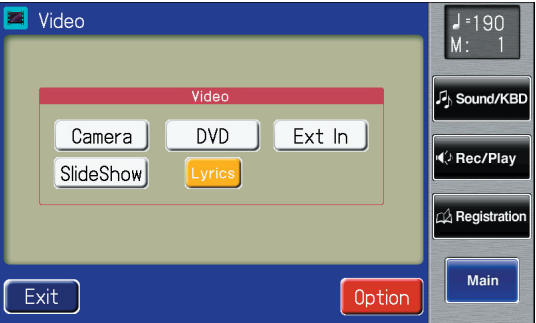 Video
♩=190
M: 1
Video
Camera
DVD
Ext In
SlideShow
Lyrics
Sound/KBD
Rec/Play
Registration
Main
Exit
Option